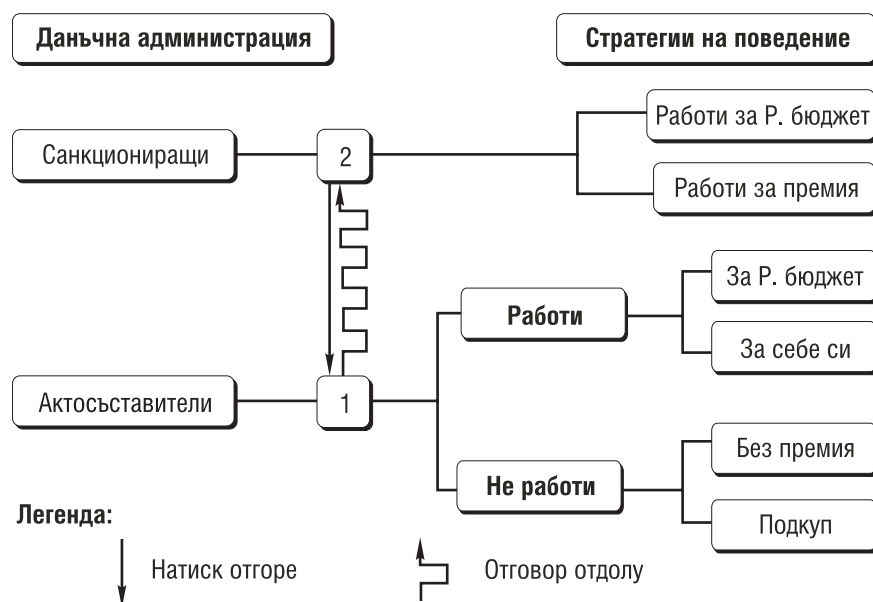 Данъчна администрация
Стратегии на поведение
Работи за Р. бюджет
Санкциониращи
2
Работи за премия
За Р. бюджет
Работи
За себе си
Актосъставители
1
Без премия
Не работи
Подкуп
Легенда:
Натиск отгоре
Отговор отдолу